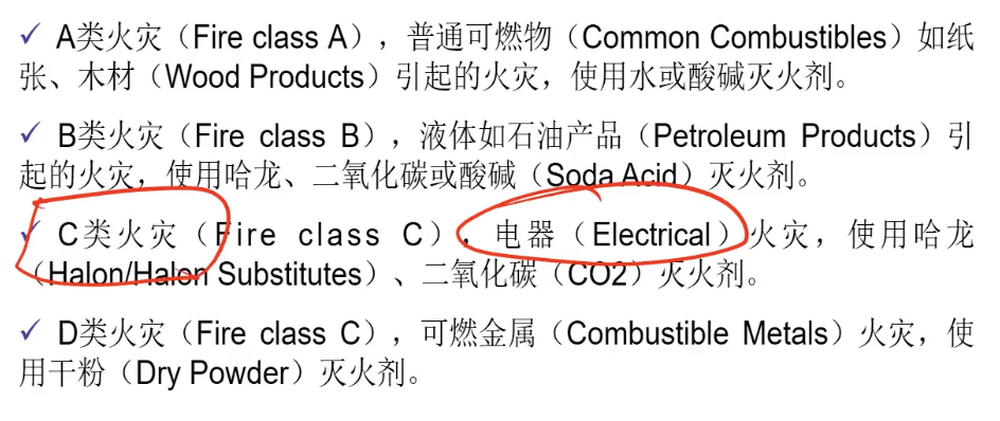 ✓ A类火灾（Fire class A），普通可燃物（Common Combustibles）如纸
张、木材（Wood Products）引起的火灾，使用水或酸碱灭火剂。
✓ B类火灾（Fire class B），液体如石油产品（Petroleum Products）引
起的火灾，使用哈龙、二氧化碳或酸碱（Soda Acid）灭火剂。
✓ C类火灾（Fire class C），电器（Electrical）火灾，使用哈龙
（Halon/Halon Substitutes）、二氧化碳（CO2）灭火剂。
✓ D类火灾（Fire class C），可燃金属（Combustible Metals）火灾，使
用干粉（Dry Powder）灭火剂。